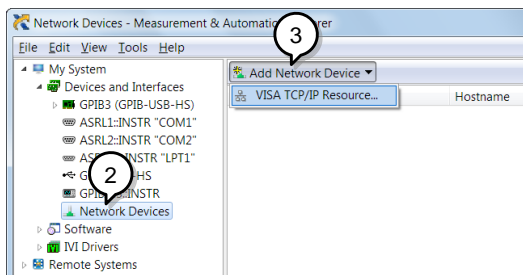 Network Devices - Measurement & Automatio rer
File Edit View Tools Help
3
My System
Add Network Device
Devices and Interfaces
VISA TCP/IP Resource...
Hostname
GPIB3 (GPIB-USB-HS)
ASRL1::INSTR "COM1"
ASRL2::INSTR "COM2"
INSTR "LPT1"
HS
2
INSTR
Network Devices
Software
IVI Drivers
Remote Systems